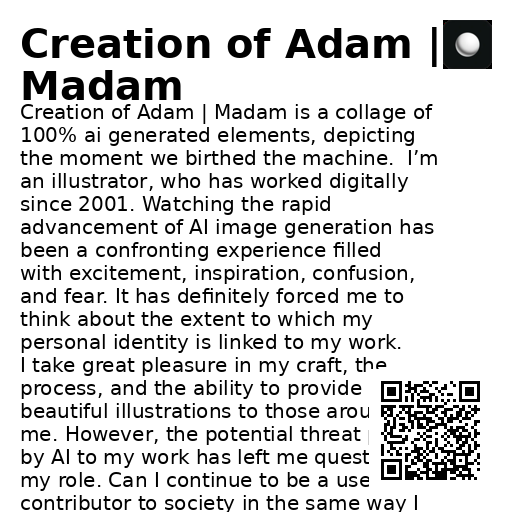 Creation of Adam |
Madam
Creation of Adam | Madam is a collage of
100% ai generated elements, depicting
the moment we birthed the machine.  I’m
an illustrator, who has worked digitally
since 2001. Watching the rapid
advancement of AI image generation has
been a confronting experience filled
with excitement, inspiration, confusion,
and fear. It has definitely forced me to
think about the extent to which my
personal identity is linked to my work.
I take great pleasure in my craft, the
process, and the ability to provide
beautiful illustrations to those
me. However, the potential threat
by AI to my work has left me
my role. Can I continue to be a
contributor to society in the same way I